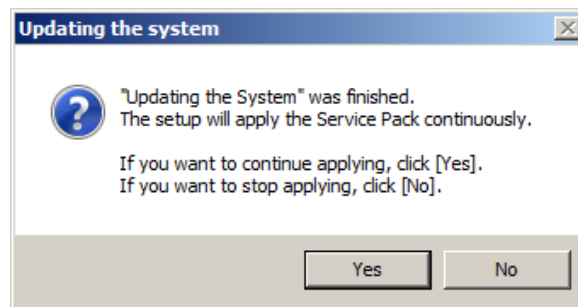 Updating the system
"Updating the System" was finished.
The setup will apply the Service Pack continuously.
If you want to continue applying, click [Yes].
If you want to stop applying, click [No].
Yes
No